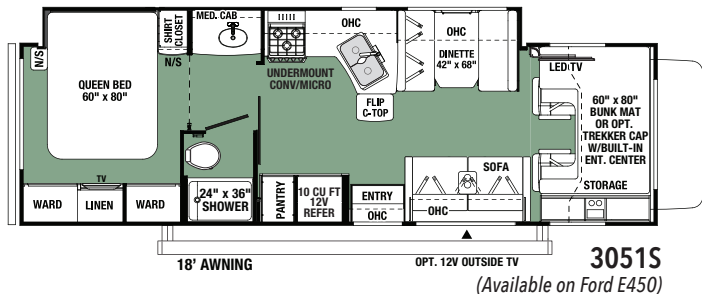 N/S
QUEEN BED
60" x 80"
SHIRT
CLOSET
N/S
MED. CAB
OHC
UNDERMOUNT
CONV/MICRO
FLIP
C-TOP
OHC
DINETTE
42" x 68"
LED TV
60" x 80"
BUNK MAT
OR OPT.
TREKKER CAP
W/BUILT-IN
ENT. CENTER
STORAGE
TV
WARD
LINEN
WARD
24" x 36"
SHOWER
PANTRY
10 CU FT
12V
REFER
ENTRY
OHC
SOFA
OHC
18' AWNING
OPT. 12V OUTSIDE TV
3051S
(Available on Ford E450)